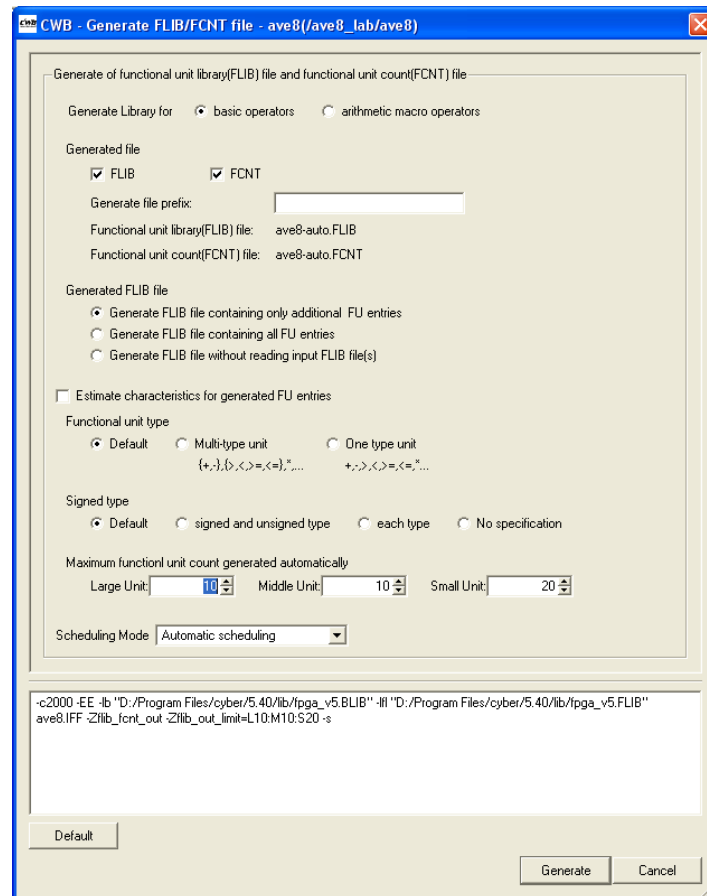 CWB - Generate FLIB/FCNT file - ave8(/ave8_lab/ave8)
Generate of functional unit library(FLIB) file and functional unit count(FCNT) file
Generate Library for basic operators arithmetic macro operators
Generated file
FLIB FCNT
Generate file prefix:
Functional unit library(FLIB) file: ave8-auto.FLIB
Functional unit count(FCNT) file: ave8-auto.FCNT
Generated FLIB file
Generate FLIB file containing only additional FU entries
Generate FLIB file containing all FU entries
Generate FLIB file without reading input FLIB file(s)
Estimate characteristics for generated FU entries
Functional unit type
Default Multi-type unit One type unit
{+,-},{>,<,>=,<=},*,... +,-,>,<,>=,<=,*...
Signed type
Default signed and unsigned type each type No specification
Maximum functionl unit count generated automatically
Large Unit: 10 Middle Unit: 10 Small Unit: 20
Scheduling Mode Automatic scheduling
-c2000 -EE -lb "D:/Program Files/cyber/5.40/lib/fpga_v5.BLIB" -lfl "D:/Program Files/cyber/5.40/lib/fpga_v5.FLIB"
ave8.IFF -Zflib_fcnt_out -Zflib_out_limit=L10:M10:S20 -s
Default
Generate Cancel